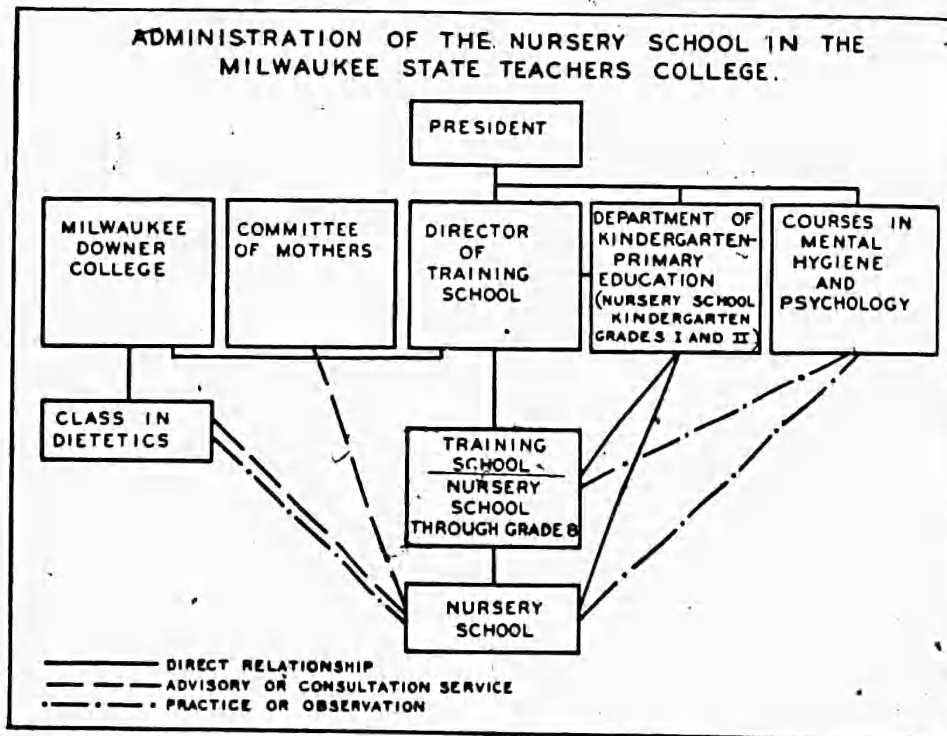 ADMINISTRATION OF THE NURSERY SCHOOL IN THE
MILWAUKEE STATE TEACHERS COLLEGE.
PRESIDENT
MILWAUKEE
DOWNER
COLLEGE
COMMITTEE
OF MOTHERS
DIRECTOR
OF
TRAINING
SCHOOL
DEPARTMENT OF
KINDERGARTEN-
PRIMARY
EDUCATION
(NURSERY SCHOOL
KINDERGARTEN
GRADES I AND II)
COURSES IN
MENTAL
HYGIENE
AND
PSYCHOLOGY
CLASS IN
DIETETICS
TRAINING
SCHOOL
NURSERY
SCHOOL
THROUGH GRADE 8
NURSERY
SCHOOL
DIRECT RELATIONSHIP
ADVISORY OR CONSULTATION SERVICE
PRACTICE OR OBSERVATION